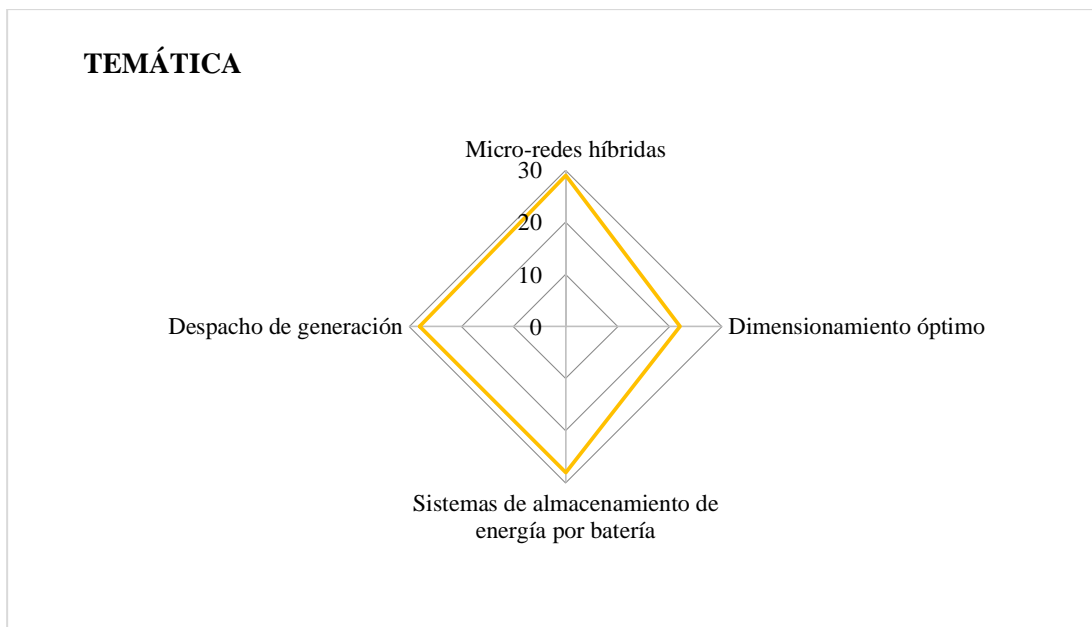 TEMÁTICA
Micro-redes híbridas
30
20
10
0
Despacho de generación
Dimensionamiento óptimo
Sistemas de almacenamiento de
energía por batería